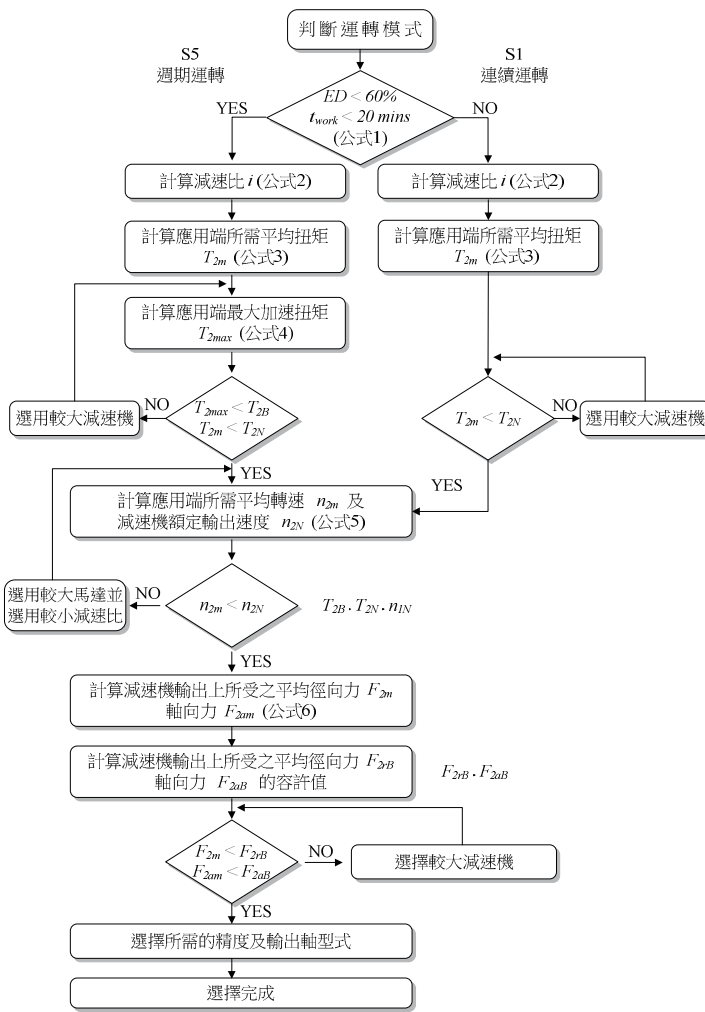 判斷運轉模式
S5
週期運轉
S1
連續運轉
ED < 60%
t_work < 20 mins
(公式1)
YES
NO
計算減速比 i (公式2)
計算減速比 i (公式2)
計算應用端所需平均扭矩
T_2m (公式3)
計算應用端所需平均扭矩
T_2m (公式3)
計算應用端最大加速扭矩
T_2max (公式4)
選用較大減速機
NO
T_2max < T_2B
T_2m < T_2N
T_2m < T_2N
NO
選用較大減速機
YES
YES
計算應用端所需平均轉速 n_2m 及
減速機額定輸出速度 n_2N (公式5)
選用較大馬達並
選用較小減速比
NO
n_2m < n_2N
T_2B . T_2N . n_1N
YES
計算減速機輸出上所受之平均徑向力 F_2m
軸向力 F_2am (公式6)
計算減速機輸出上所受之平均徑向力 F_2rB
軸向力 F_2aB 的容許值
F_2rB . F_2aB
F_2m < F_2rB
F_2am < F_2aB
NO
選擇較大減速機
YES
選擇所需的精度及輸出軸型式
選擇完成